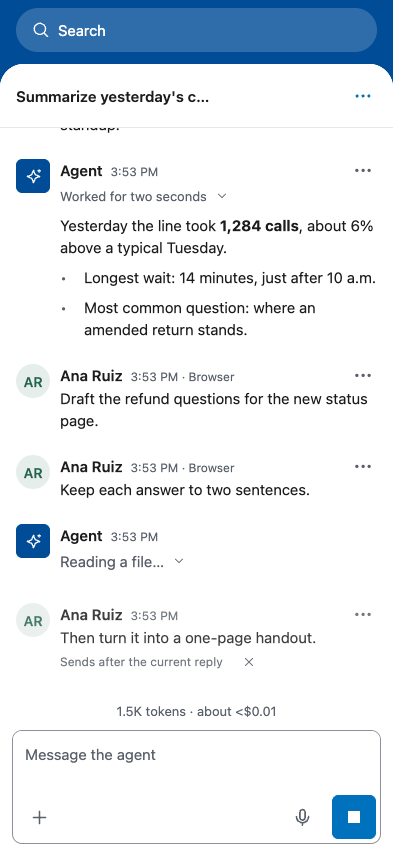 Search
Summarize yesterday's c...
standup.
Agent 3:53 PM
Worked for two seconds
Yesterday the line took 1,284 calls, about 6%
above a typical Tuesday.
• Longest wait: 14 minutes, just after 10 a.m.
• Most common question: where an
amended return stands.
AR Ana Ruiz 3:53 PM · Browser
Draft the refund questions for the new status
page.
AR Ana Ruiz 3:53 PM · Browser
Keep each answer to two sentences.
Agent 3:53 PM
Reading a file...
AR Ana Ruiz 3:53 PM
Then turn it into a one-page handout.
Sends after the current reply
1.5K tokens · about <$0.01
Message the agent